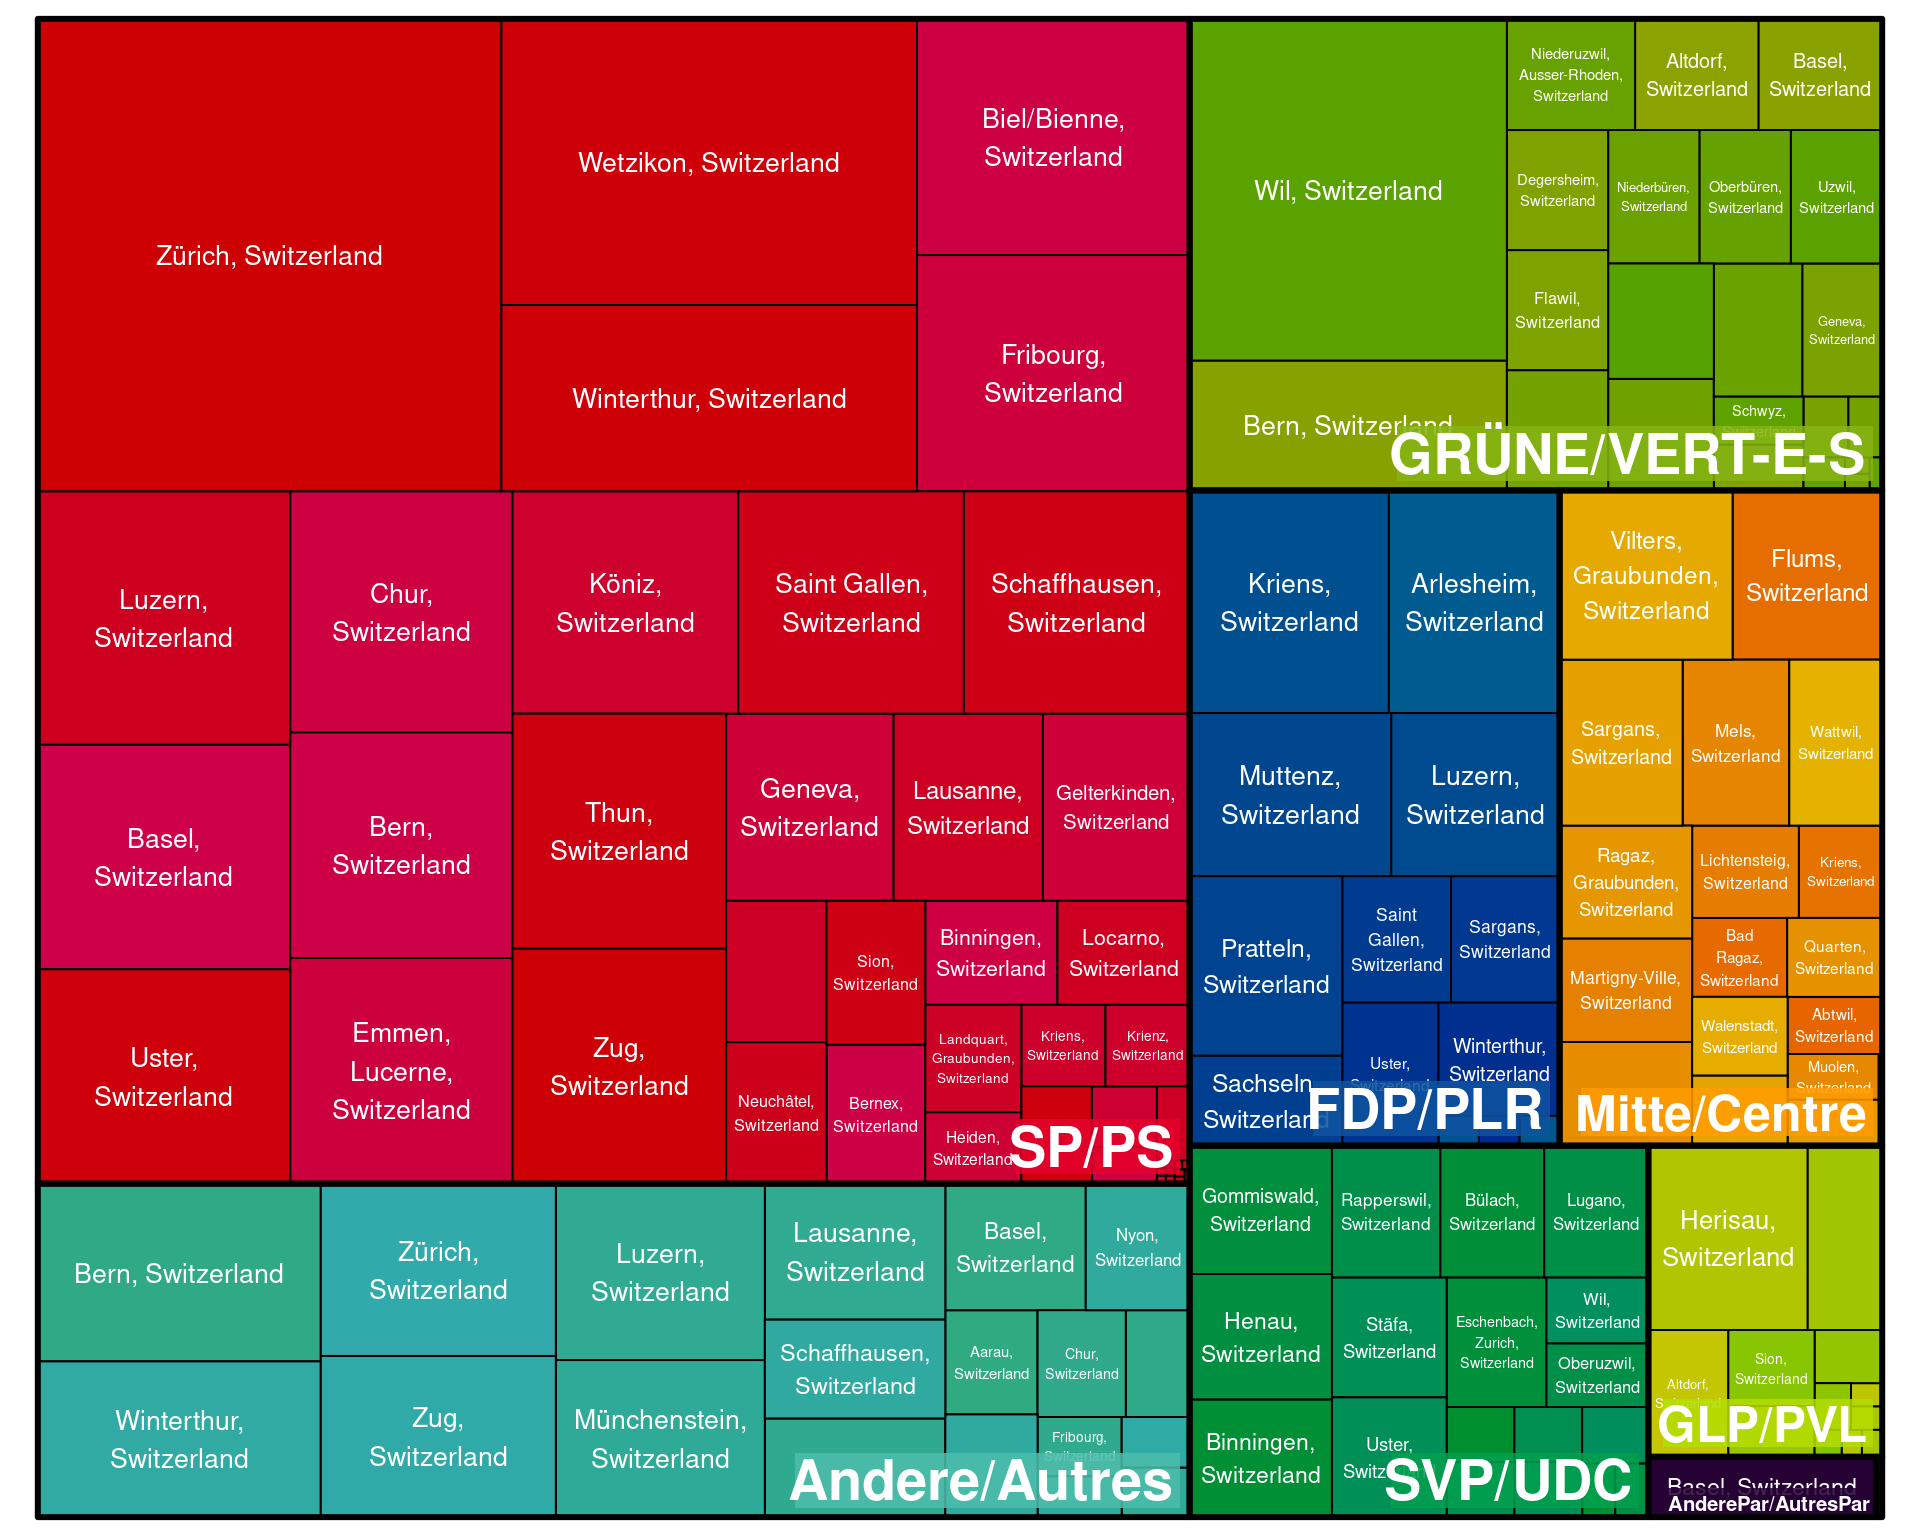 Zürich, Switzerland
Wetzikon, Switzerland
Winterthur, Switzerland
Biel/Bienne,
Switzerland
Fribourg,
Switzerland
Luzern,
Switzerland
Basel,
Switzerland
Uster,
Switzerland
Chur,
Switzerland
Bern,
Switzerland
Emmen,
Lucerne,
Switzerland
Köniz,
Switzerland
Saint Gallen,
Switzerland
Schaffhausen,
Switzerland
Thun,
Switzerland
Zug,
Switzerland
Geneva,
Switzerland
Lausanne,
Switzerland
Gelterkinden,
Switzerland
Neuchâtel,
Switzerland
Sion,
Switzerland
Bernex,
Switzerland
Binningen,
Switzerland
Locarno,
Switzerland
Landquart,
Graubunden,
Switzerland
Heiden,
Switzerland
Kriens,
Switzerland
Krienz,
Switzerland
SP/PS
Bern, Switzerland
Winterthur,
Switzerland
Zürich,
Switzerland
Zug,
Switzerland
Luzern,
Switzerland
Münchenstein,
Switzerland
Lausanne,
Switzerland
Schaffhausen,
Switzerland
Basel,
Switzerland
Nyon,
Switzerland
Aarau,
Switzerland
Chur,
Switzerland
Fribourg,
Switzerland
Andere/Autres
Wil, Switzerland
Bern, Switzerland
Niederuzwil,
Ausser-Rhoden,
Switzerland
Altdorf,
Switzerland
Basel,
Switzerland
Degersheim,
Switzerland
Niederbüren,
Switzerland
Oberbüren,
Switzerland
Uzwil,
Switzerland
Flawil,
Switzerland
Geneva,
Switzerland
Schwyz,
Switzerland
GRÜNE/VERT-E-S
Kriens,
Switzerland
Arlesheim,
Switzerland
Muttenz,
Switzerland
Luzern,
Switzerland
Pratteln,
Switzerland
Sachseln,
Switzerland
Saint
Gallen,
Switzerland
Sargans,
Switzerland
Uster,
Switzerland
Winterthur,
Switzerland
FDP/PLR
Vilters,
Graubunden,
Switzerland
Flums,
Switzerland
Sargans,
Switzerland
Mels,
Switzerland
Wattwil,
Switzerland
Ragaz,
Graubunden,
Switzerland
Martigny-Ville,
Switzerland
Lichtensteig,
Switzerland
Kriens,
Switzerland
Bad
Ragaz,
Switzerland
Quarten,
Switzerland
Walenstadt,
Switzerland
Abtwil,
Switzerland
Muolen,
Switzerland
Mitte/Centre
Gommiswald,
Switzerland
Henau,
Switzerland
Binningen,
Switzerland
Rapperswil,
Switzerland
Bülach,
Switzerland
Lugano,
Switzerland
Stäfa,
Switzerland
Uster,
Switzerland
Eschenbach,
Zurich,
Switzerland
Wil,
Switzerland
Oberuzwil,
Switzerland
SVP/UDC
Herisau,
Switzerland
Altdorf,
Switzerland
Sion,
Switzerland
GLP/PVL
Basel, Switzerland
AnderePar/AutresPar